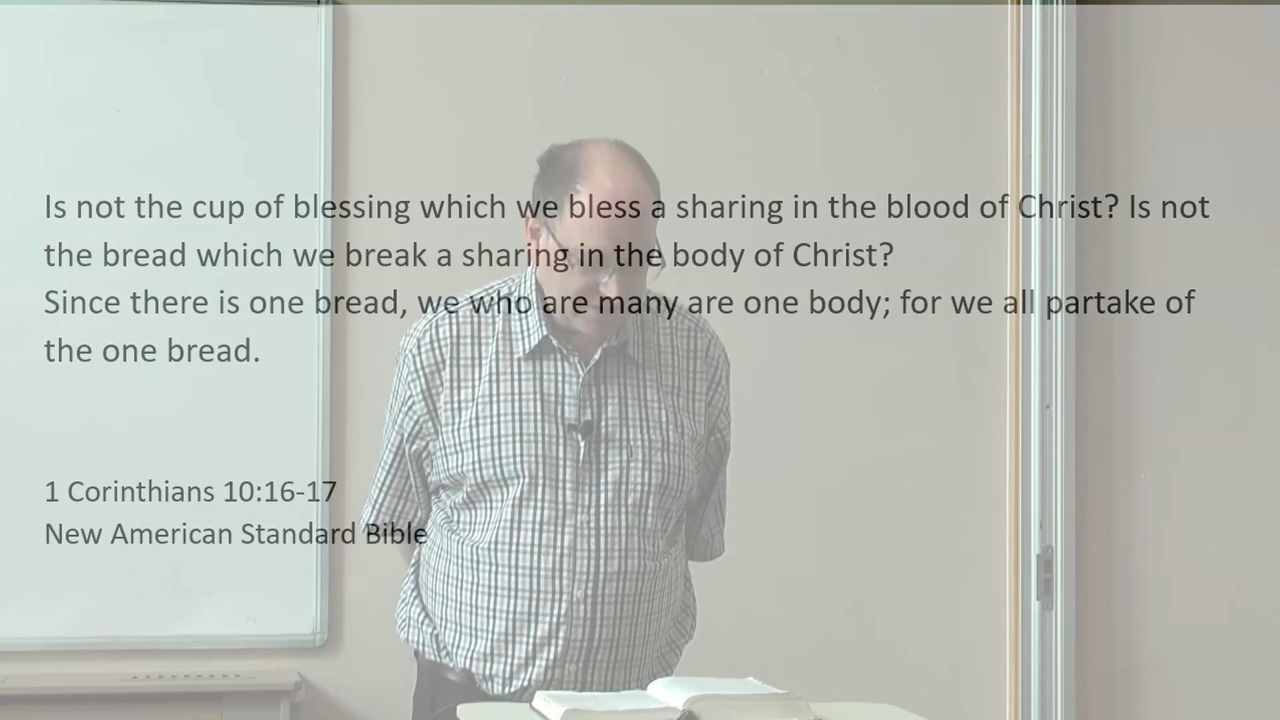 Is not the cup of blessing which we bless a sharing in the blood of Christ? Is not
the bread which we break a sharing in the body of Christ?
Since there is one bread, we who are many are one body; for we all partake of
the one bread.
1 Corinthians 10:16-17
New American Standard Bible